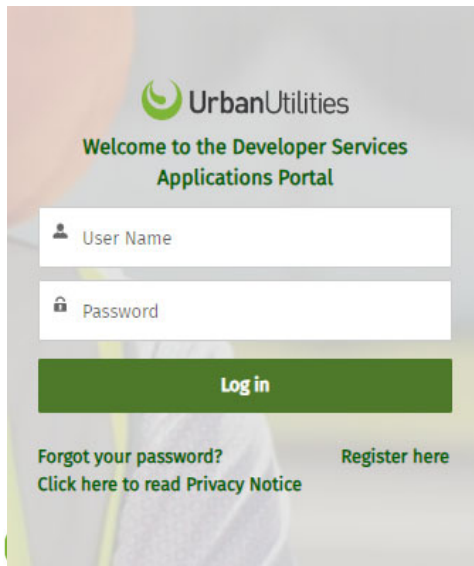 UrbanUtilities
Welcome to the Developer Services
Applications Portal
User Name
Password
Log in
Forgot your password?
Register here
Click here to read Privacy Notice